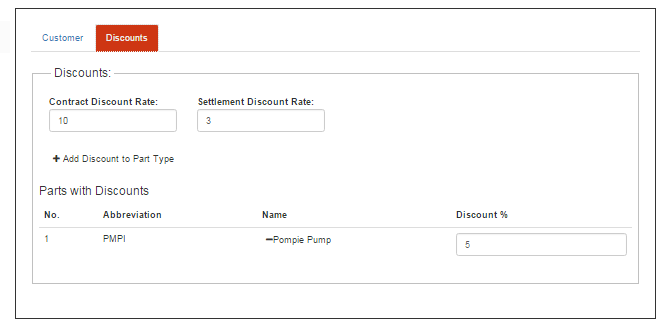 Customer Discounts
Discounts:
Contract Discount Rate: Settlement Discount Rate:
10 3
Add Discount to Part Type
Parts with Discounts
No. Abbreviation Name Discount %
1 PMPI Pompie Pump 5